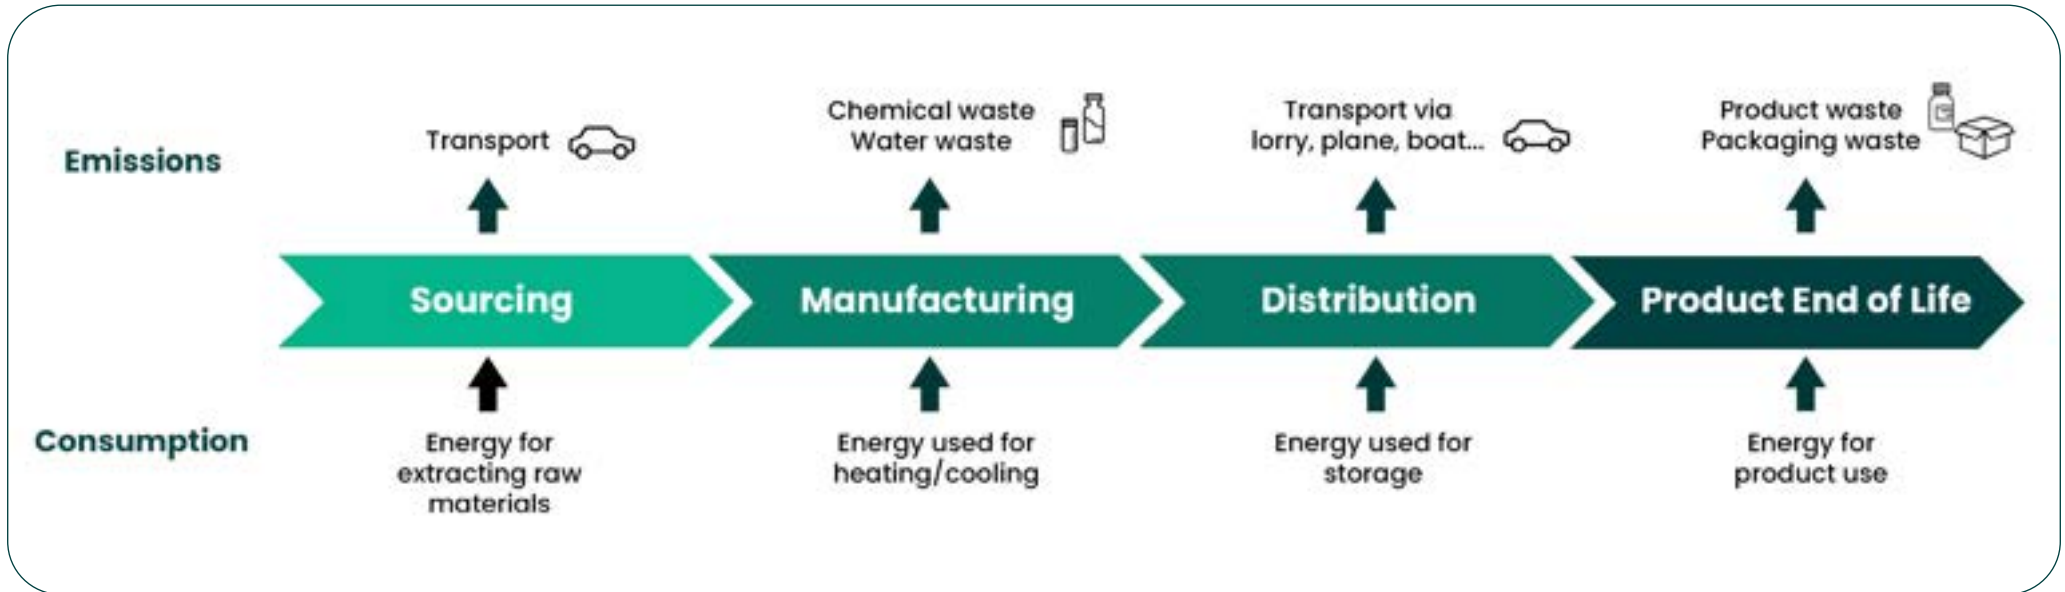 Emissions
Transport
Chemical waste
Water waste
Transport via
lorry, plane, boat...
Product waste
Packaging waste
Sourcing
Manufacturing
Distribution
Product End of Life
Consumption
Energy for
extracting raw
materials
Energy used for
heating/cooling
Energy used for
storage
Energy for
product use